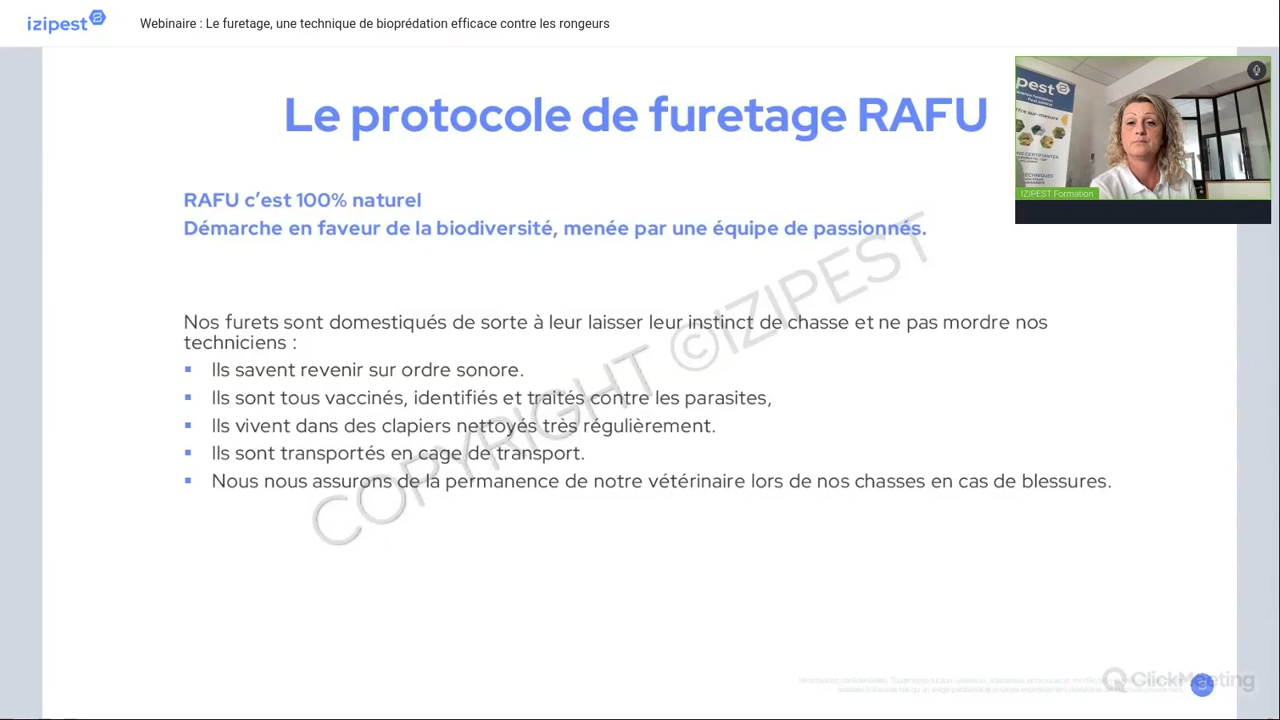 izipest
Webinaire : Le furetage, une technique de bioprédation efficace contre les rongeurs
Le protocole de furetage RAFU
RAFU c’est 100% naturel
Démarche en faveur de la biodiversité, menée par une équipe de passionnés.
Nos furets sont domestiqués de sorte à leur laisser leur instinct de chasse et ne pas mordre nos
techniciens :
▪ Ils savent revenir sur ordre sonore.
▪ Ils sont tous vaccinés, identifiés et traités contre les parasites,
▪ Ils vivent dans des clapiers nettoyés très régulièrement.
▪ Ils sont transportés en cage de transport.
▪ Nous nous assurons de la permanence de notre vétérinaire lors de nos chasses en cas de blessures.
COPYRIGHT ©IZIPEST
pest
IZIPEST Formation
ClickMeeting